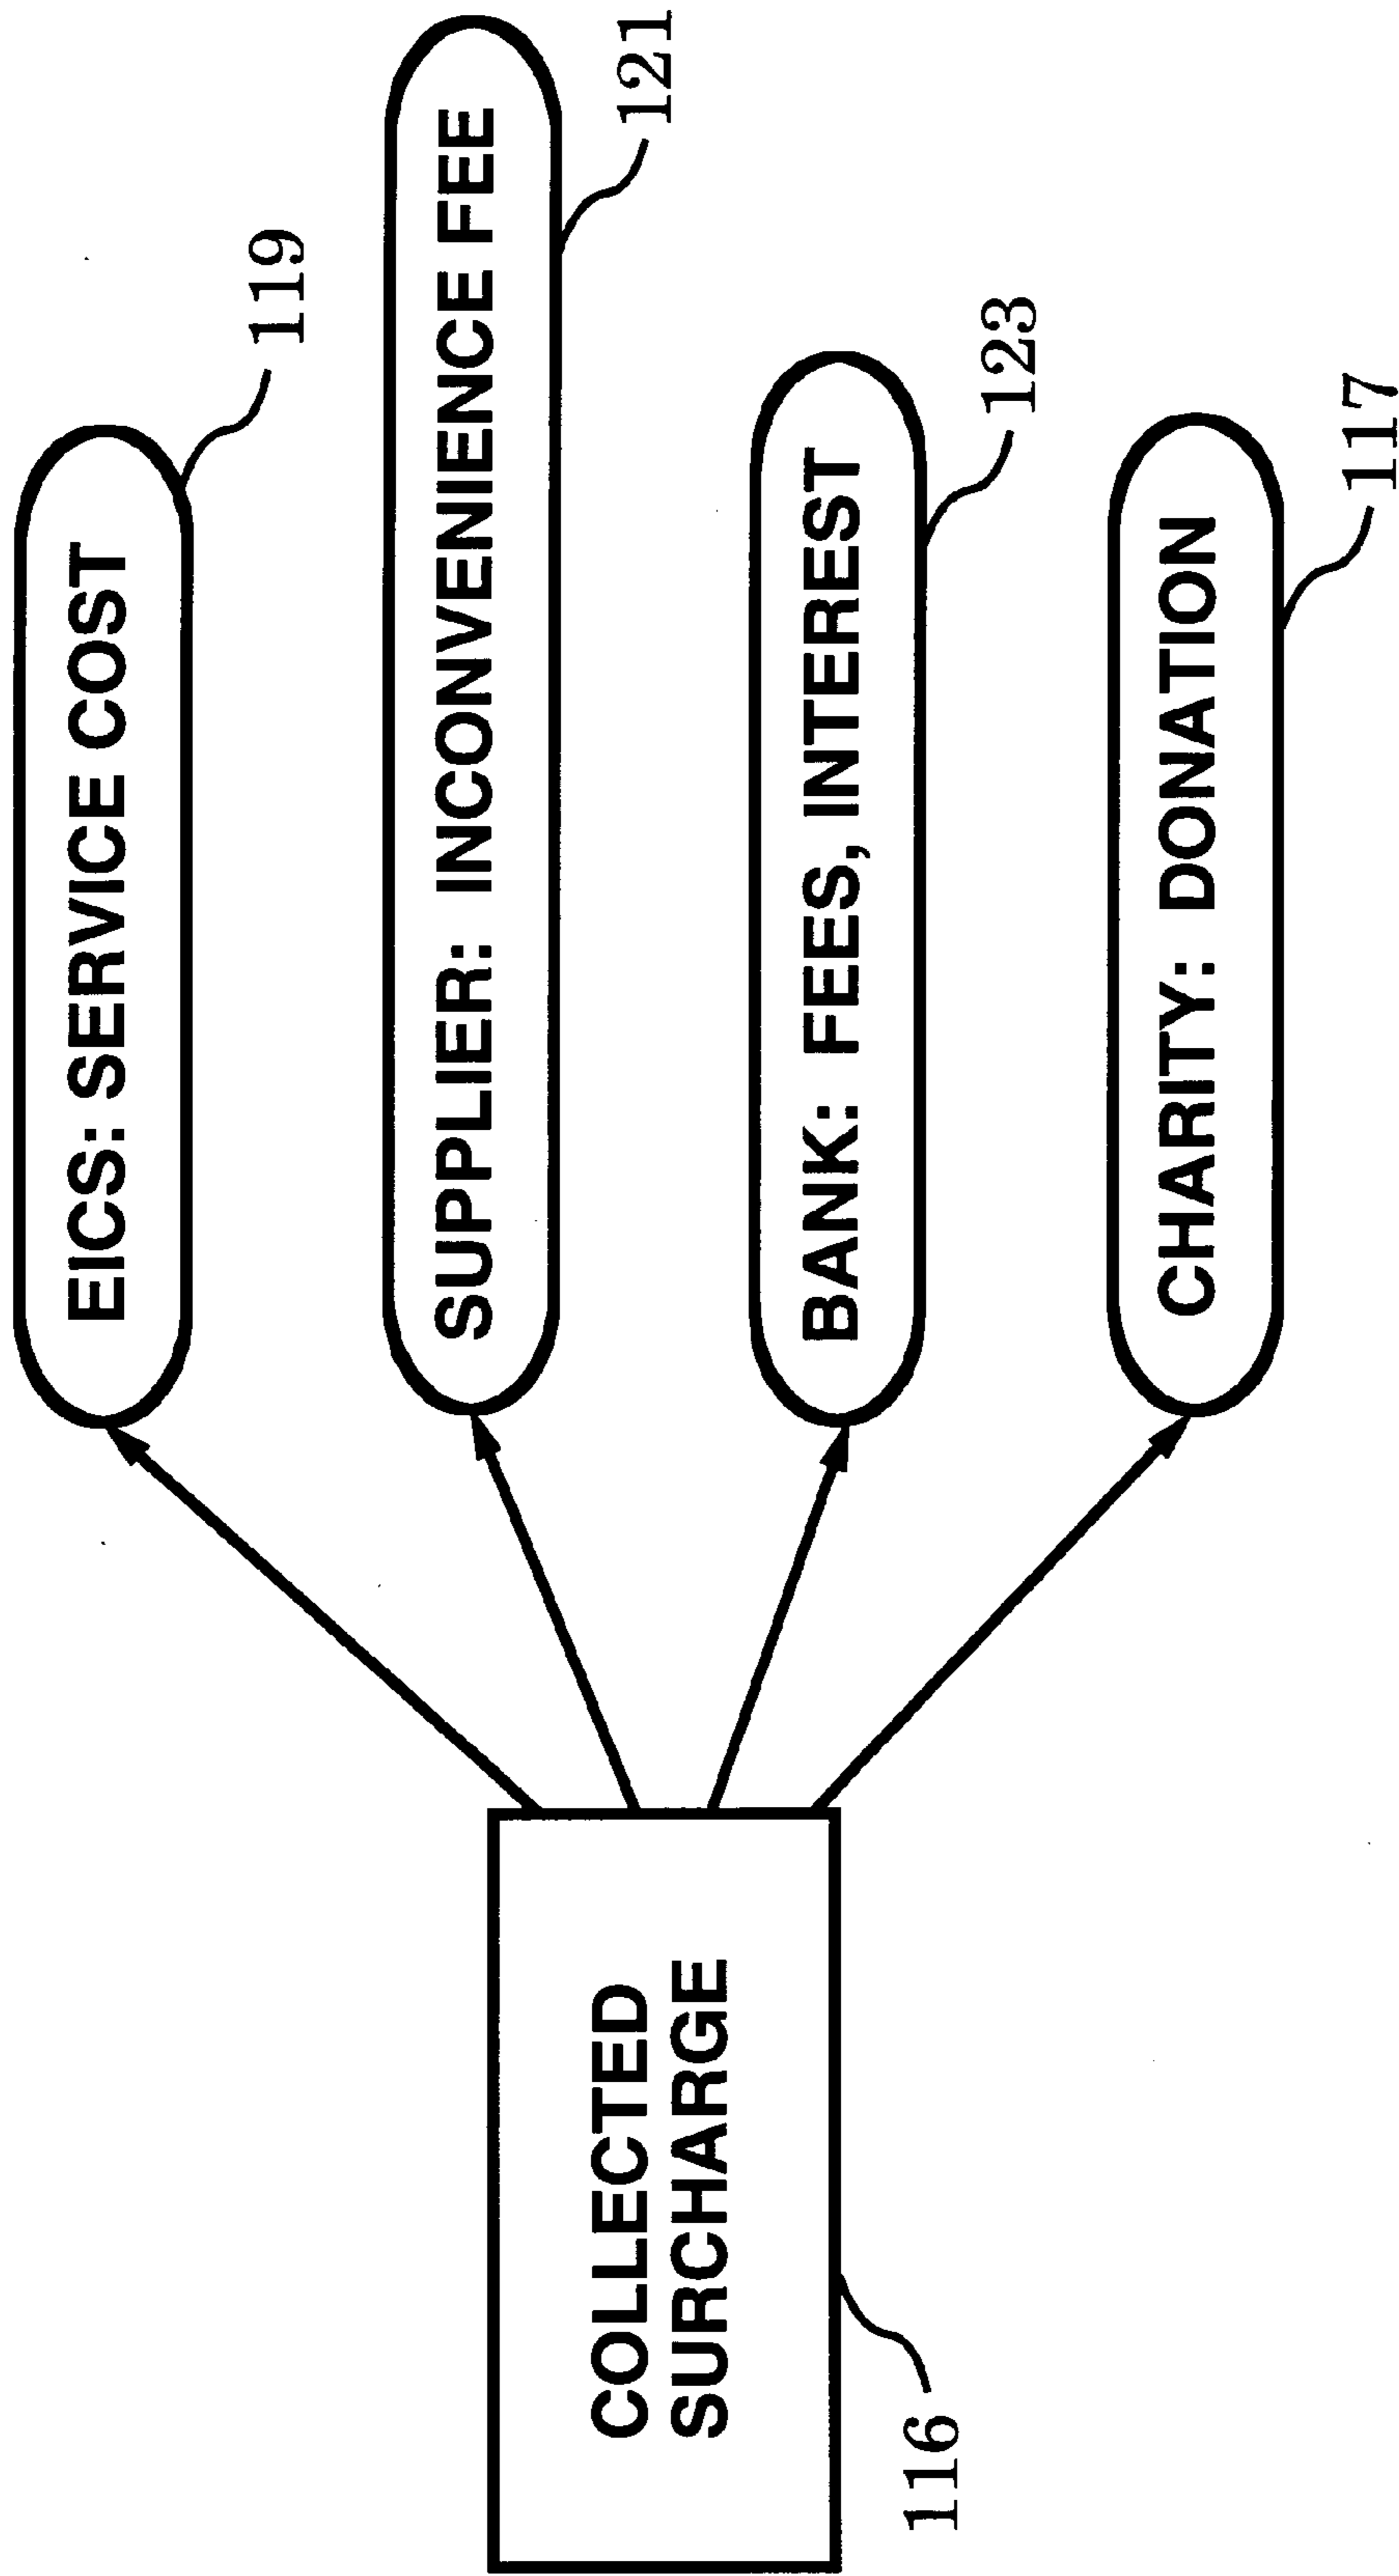 EICS: SERVICE COST
119
SUPPLIER: INCONVENIENCE FEE
121
COLLECTED
SURCHARGE
116
BANK: FEES, INTEREST
123
CHARITY: DONATION
117